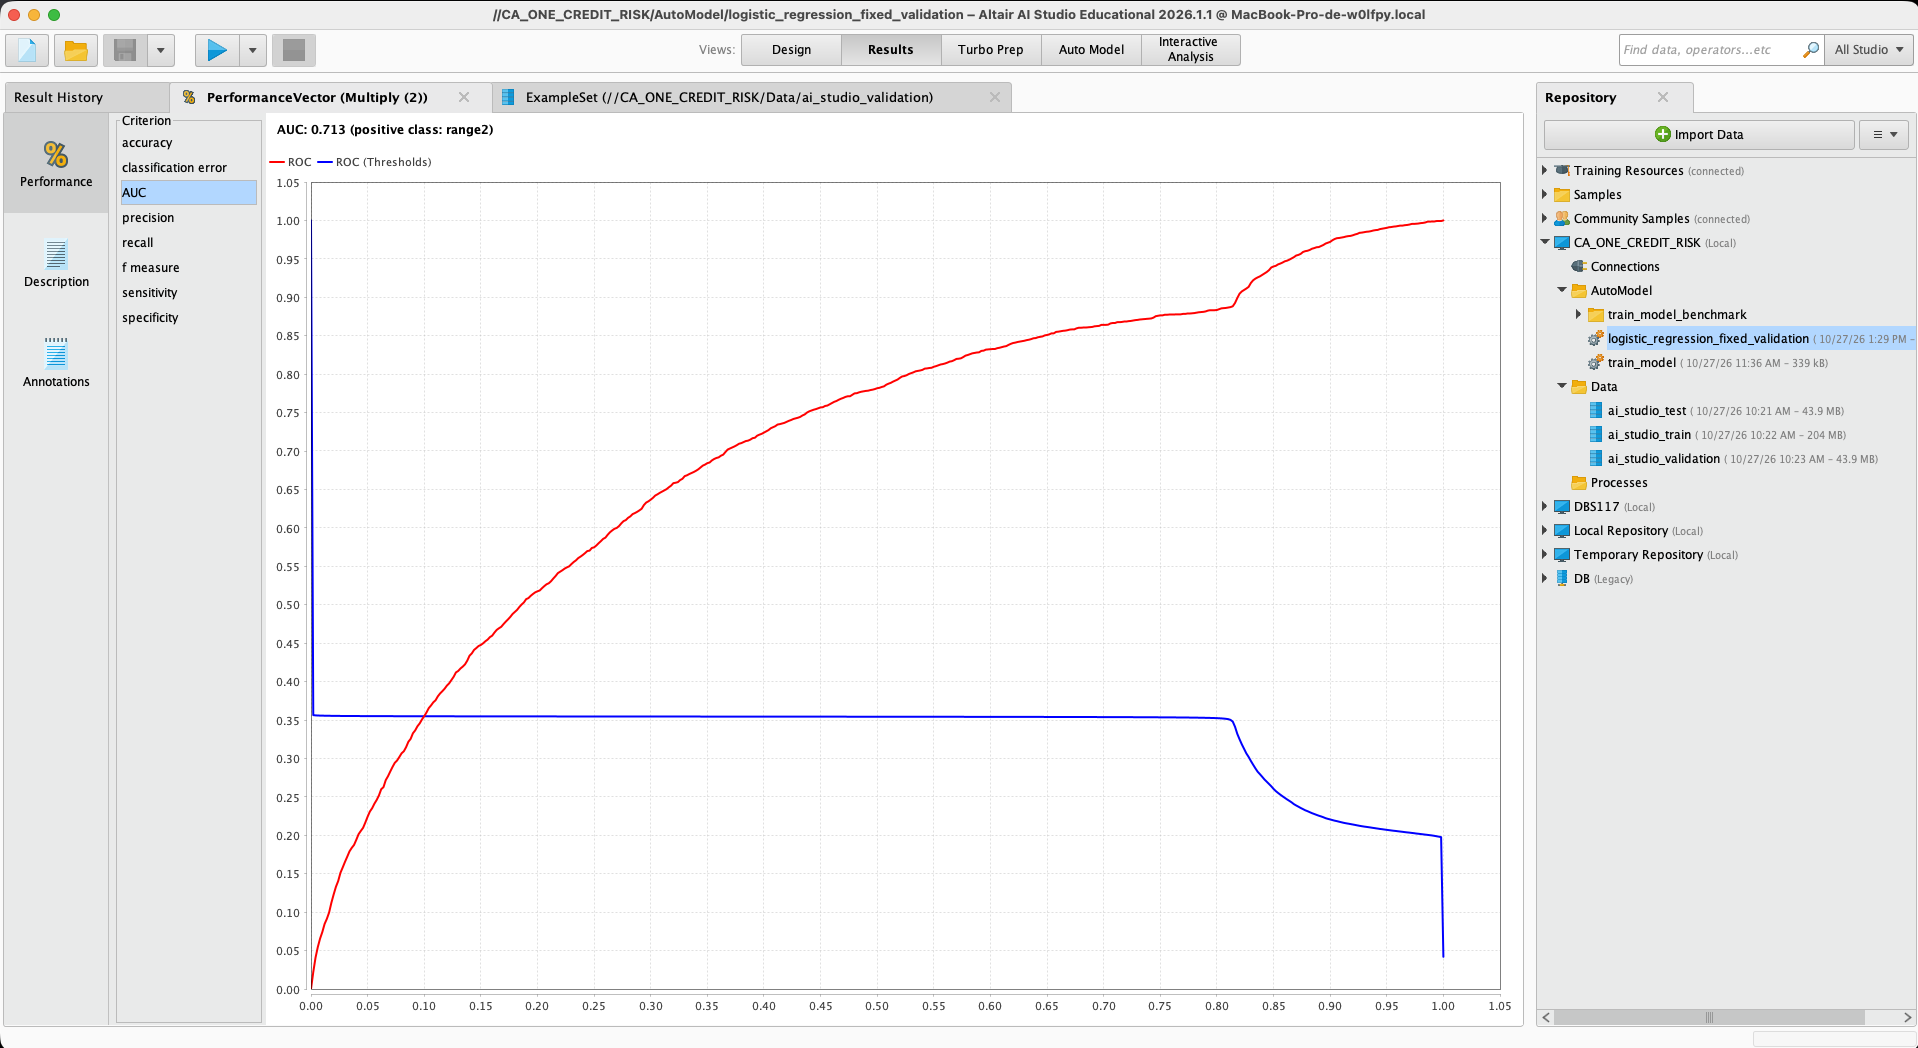 //CA_ONE_CREDIT_RISK/AutoModel/logistic_regression_fixed_validation – Altair AI Studio Educational 2026.1.1 @ MacBook-Pro-de-w0lfpy.local
Views:
Design
Results
Turbo Prep
Auto Model
Interactive
Analysis
Find data, operators...etc
All Studio
Result History
PerformanceVector (Multiply (2))
ExampleSet (//CA_ONE_CREDIT_RISK/Data/ai_studio_validation)
Performance
Description
Annotations
Criterion
accuracy
classification error
AUC
precision
recall
f measure
sensitivity
specificity
AUC: 0.713 (positive class: range2)
ROC ROC (Thresholds)
1.05
1.00
0.95
0.90
0.85
0.80
0.75
0.70
0.65
0.60
0.55
0.50
0.45
0.40
0.35
0.30
0.25
0.20
0.15
0.10
0.05
0.00
0.00 0.05 0.10 0.15 0.20 0.25 0.30 0.35 0.40 0.45 0.50 0.55 0.60 0.65 0.70 0.75 0.80 0.85 0.90 0.95 1.00 1.05
Repository
Import Data
Training Resources (connected)
Samples
Community Samples (connected)
CA_ONE_CREDIT_RISK (Local)
Connections
AutoModel
train_model_benchmark
logistic_regression_fixed_validation ( 10/27/26 1:29 PM –
train_model ( 10/27/26 11:36 AM – 339 kB)
Data
ai_studio_test ( 10/27/26 10:21 AM – 43.9 MB)
ai_studio_train ( 10/27/26 10:22 AM – 204 MB)
ai_studio_validation ( 10/27/26 10:23 AM – 43.9 MB)
Processes
DBS117 (Local)
Local Repository (Local)
Temporary Repository (Local)
DB (Legacy)